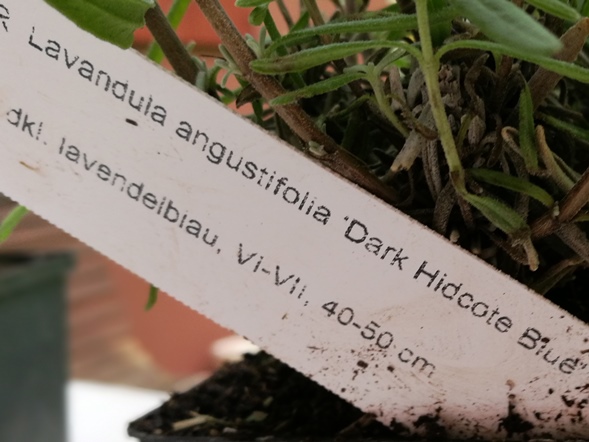 Lavandula angustifolia 'Dark Hidcote Blue'
dkl. lavendelblau, VI-VII, 40-50 cm